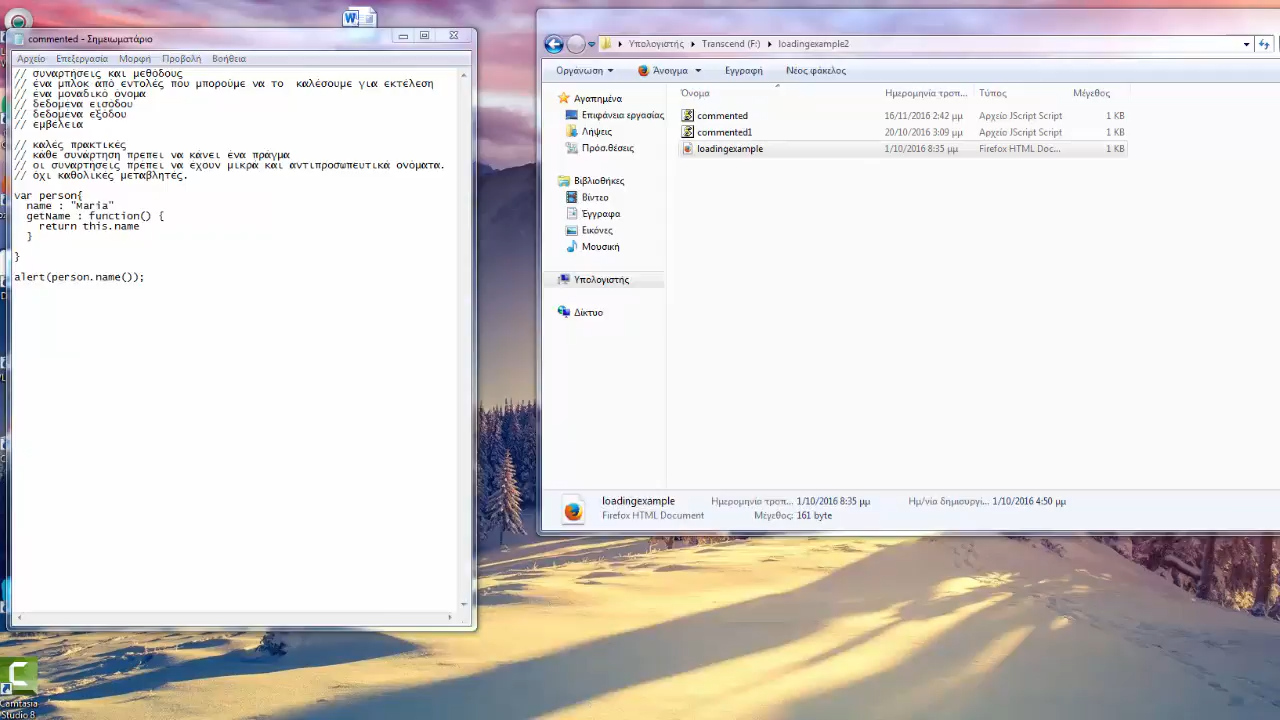 commented - Σημειωματάριο
Αρχείο Επεξεργασία Μορφή Προβολή Βοήθεια
// συναρτήσεις και μεθόδους
// ένα μπλοκ από εντολές που μπορούμε να το καλέσουμε για εκτέλεση
// ένα μοναδικό όνομα
// δεδομένα εισόδου
// δεδομένα εξόδου
// εμβέλεια
// καλές πρακτικές
// κάθε συνάρτηση πρέπει να κάνει ένα πράγμα
// οι συναρτήσεις πρέπει να έχουν μικρά και αντιπροσωπευτικά ονόματα.
// όχι καθολικές μεταβλητές.
var person{
name : "Maria"
getName : function() {
return this.name
}
}
alert(person.name());
Υπολογιστής Transcend (F:) loadingexample2
Οργάνωση Άνοιγμα Εγγραφή Νέος φάκελος
Όνομα Ημερομηνία τροπ... Τύπος Μέγεθος
commented 16/11/2016 2:42 μμ Αρχείο JScript Script 1 KB
commented1 20/10/2016 3:09 μμ Αρχείο JScript Script 1 KB
loadingexample 1/10/2016 8:35 μμ Firefox HTML Doc... 1 KB
Αγαπημένα
Επιφάνεια εργασίας
Λήψεις
Πρόσ.θέσεις
Βιβλιοθήκες
Βίντεο
Έγγραφα
Εικόνες
Μουσική
Υπολογιστής
Δίκτυο
loadingexample Ημερομηνία τροπ... 1/10/2016 8:35 μμ Ημ/νία δημιουργί... 1/10/2016 4:50 μμ
Firefox HTML Document Μέγεθος: 161 byte
Camtasia
Studio 8